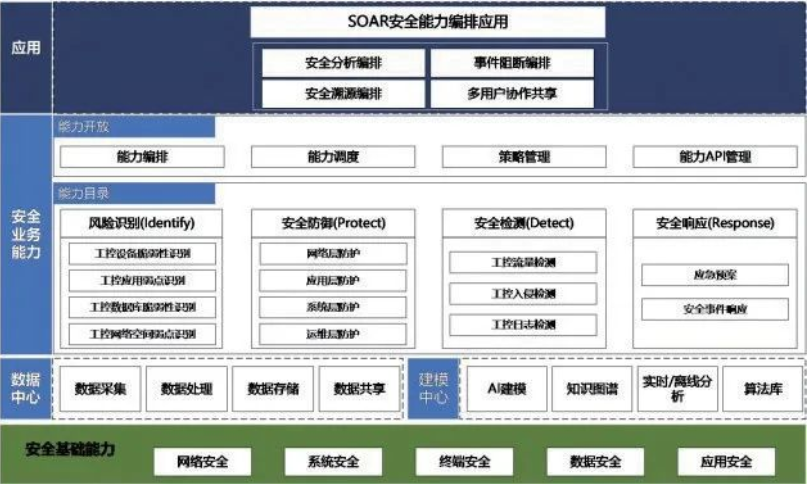 SOAR安全能力编排应用
应用
安全分析编排
事件阻断编排
安全溯源编排
多用户协作共享
能力开放
能力编排
能力调度
策略管理
能力API管理
安全
业务
能力
能力目录
风险识别(Identify)
安全防御(Protect)
安全检测(Detect)
安全响应(Response)
工控设备脆弱性识别
网络层防护
工控流量检测
应急预案
工控应用弱点识别
应用层防护
工控入侵检测
安全事件响应
工控数据库脆弱性识别
系统层防护
工控日志检测
工控网络空间弱点识别
运维层防护
数据
中心
数据采集
数据处理
数据存储
数据共享
建模
中心
AI建模
知识图谱
实时/离线分
析
算法库
安全基础能力
网络安全
系统安全
终端安全
数据安全
应用安全